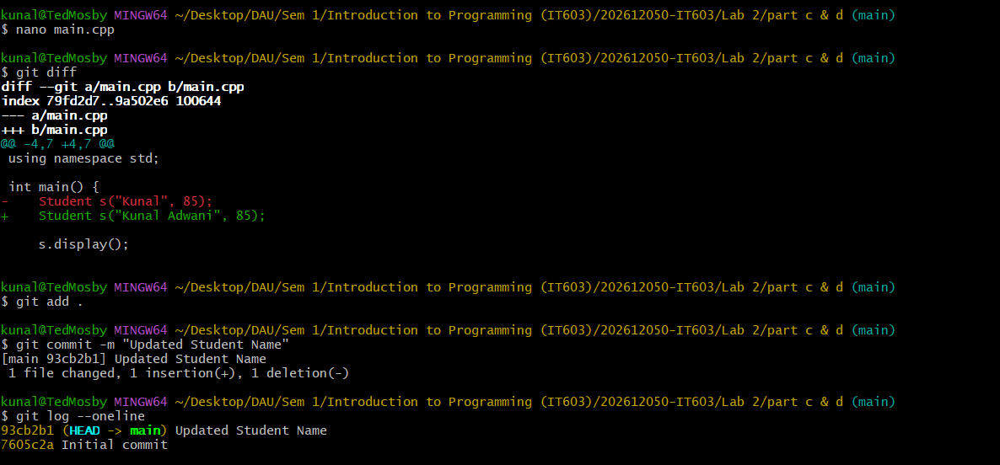 kunal@TedMosby MINGW64 ~/Desktop/DAU/Sem 1/Introduction to Programming (IT603)/202612050-IT603/Lab 2/part c & d (main)
$ nano main.cpp

kunal@TedMosby MINGW64 ~/Desktop/DAU/Sem 1/Introduction to Programming (IT603)/202612050-IT603/Lab 2/part c & d (main)
$ git diff
diff --git a/main.cpp b/main.cpp
index 79fd2d7..9a502e6 100644
--- a/main.cpp
+++ b/main.cpp
@@ -4,7 +4,7 @@
 using namespace std;

 int main() {
-    Student s("Kunal", 85);
+    Student s("Kunal Adwani", 85);

     s.display();

kunal@TedMosby MINGW64 ~/Desktop/DAU/Sem 1/Introduction to Programming (IT603)/202612050-IT603/Lab 2/part c & d (main)
$ git add .

kunal@TedMosby MINGW64 ~/Desktop/DAU/Sem 1/Introduction to Programming (IT603)/202612050-IT603/Lab 2/part c & d (main)
$ git commit -m "Updated Student Name"
[main 93cb2b1] Updated Student Name
 1 file changed, 1 insertion(+), 1 deletion(-)

kunal@TedMosby MINGW64 ~/Desktop/DAU/Sem 1/Introduction to Programming (IT603)/202612050-IT603/Lab 2/part c & d (main)
$ git log --oneline
93cb2b1 (HEAD -> main) Updated Student Name
7605c2a Initial commit